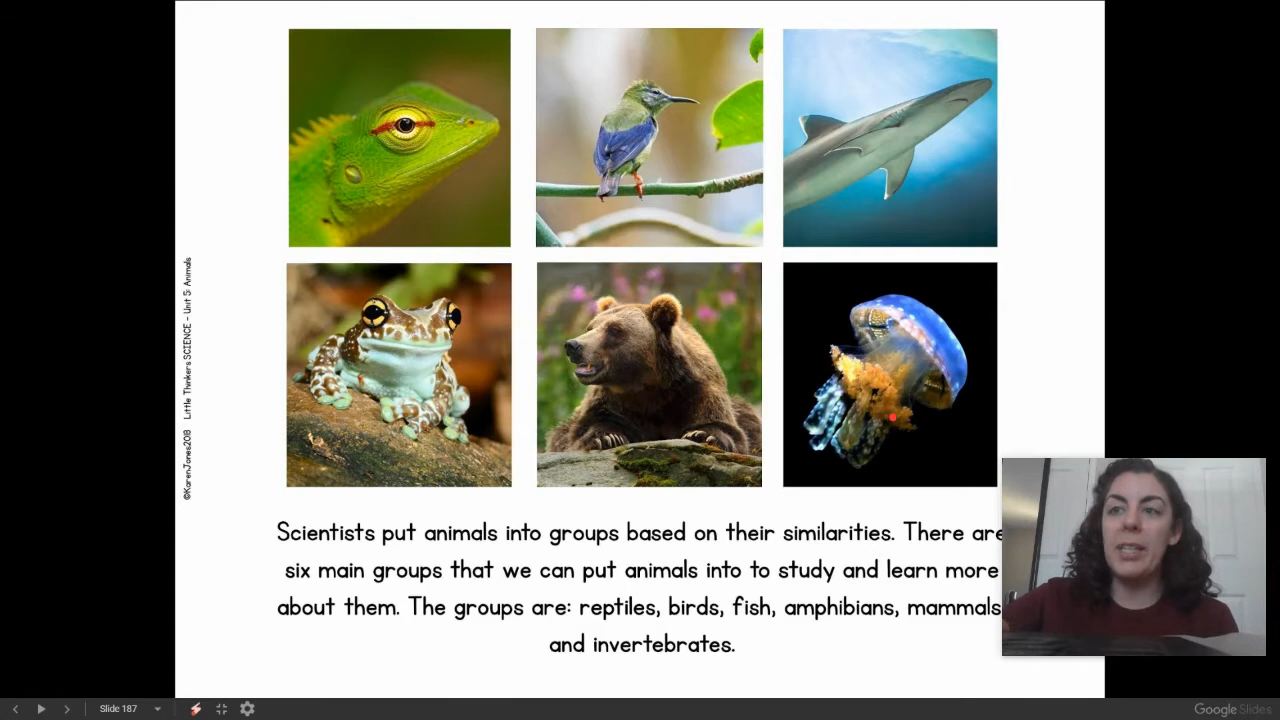 ©KarenJones2018 Little Thinkers SCIENCE - Unit 5: Animals
Scientists put animals into groups based on their similarities. There are
six main groups that we can put animals into to study and learn more
about them. The groups are: reptiles, birds, fish, amphibians, mammals
and invertebrates.
Slide 187
Google Slides